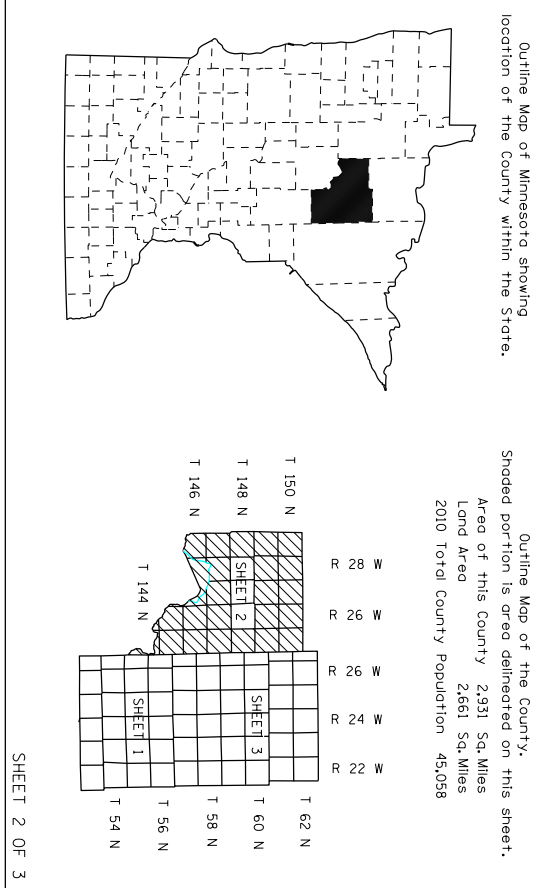 Outline Map of Minnesota showing
location of the County within the State.
Outline Map of the County.
Shaded portion is area delineated on this sheet.
Area of this County 2,931 Sq.Miles
Land Area 2,661 Sq.Miles
2010 Total County Population 45,058
R 28 W
R 26 W
R 26 W
R 24 W
R 22 W
T 150 N
T 148 N
T 146 N
T 144 N
SHEET 2
SHEET 3
SHEET 1
T 62 N
T 60 N
T 58 N
T 56 N
T 54 N
SHEET 2 OF 3